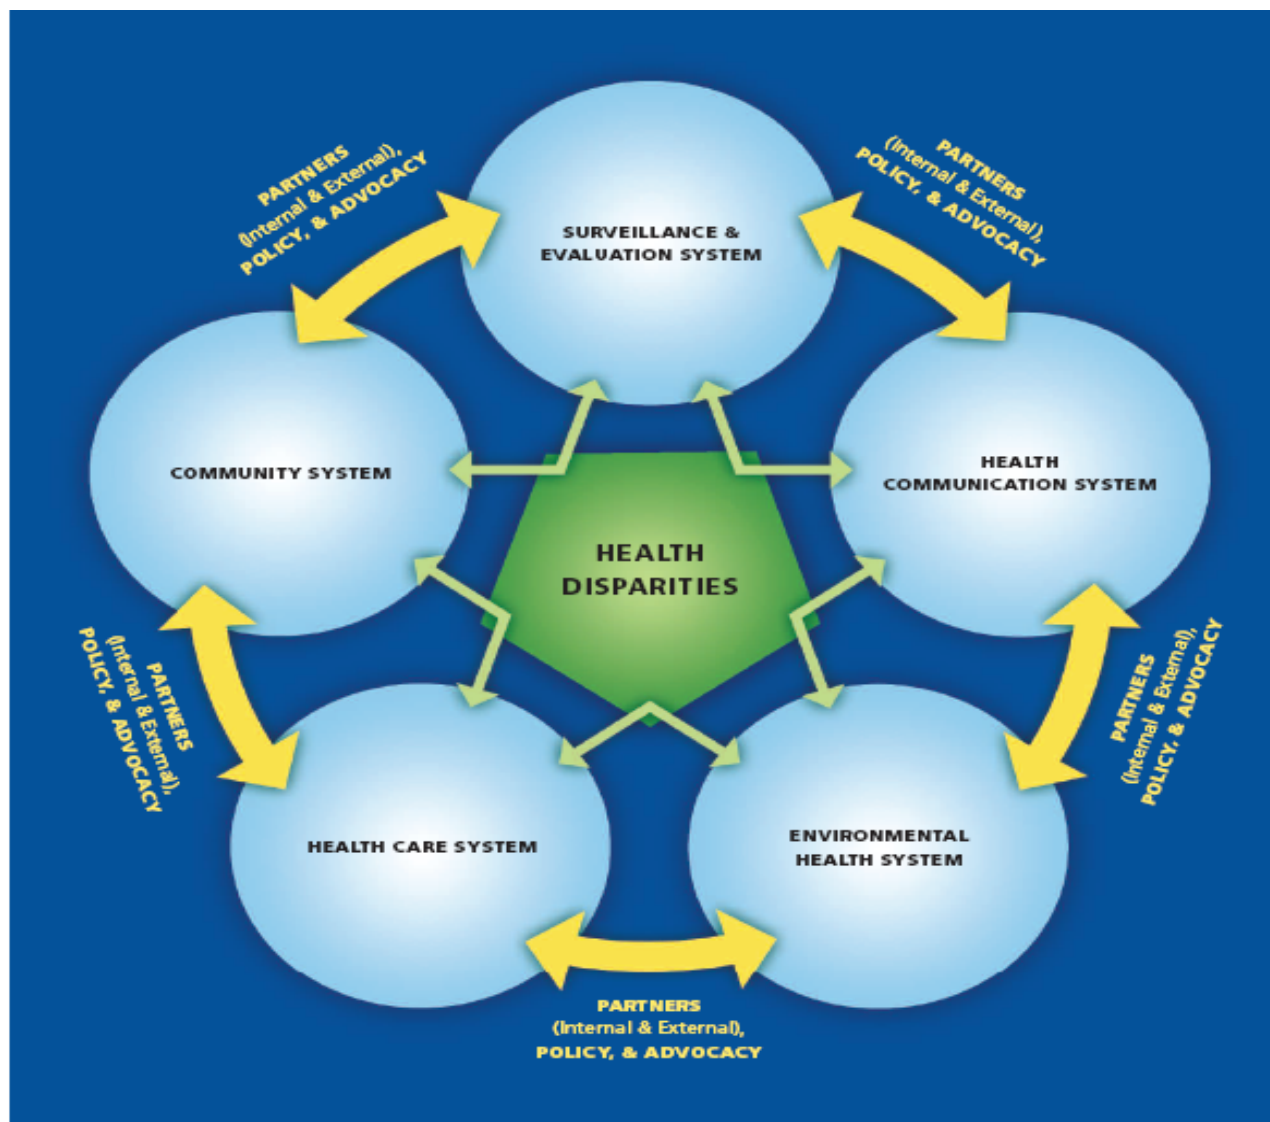 PARTNERS
(Internal & External),
POLICY, & ADVOCACY
PARTNERS
(Internal & External),
POLICY, & ADVOCACY
SURVEILLANCE &
EVALUATION SYSTEM
COMMUNITY SYSTEM
HEALTH
COMMUNICATION SYSTEM
HEALTH
DISPARITIES
PARTNERS
(Internal & External),
POLICY, & ADVOCACY
PARTNERS
(Internal & External),
POLICY, & ADVOCACY
HEALTH CARE SYSTEM
ENVIRONMENTAL
HEALTH SYSTEM
PARTNERS
(Internal & External),
POLICY, & ADVOCACY